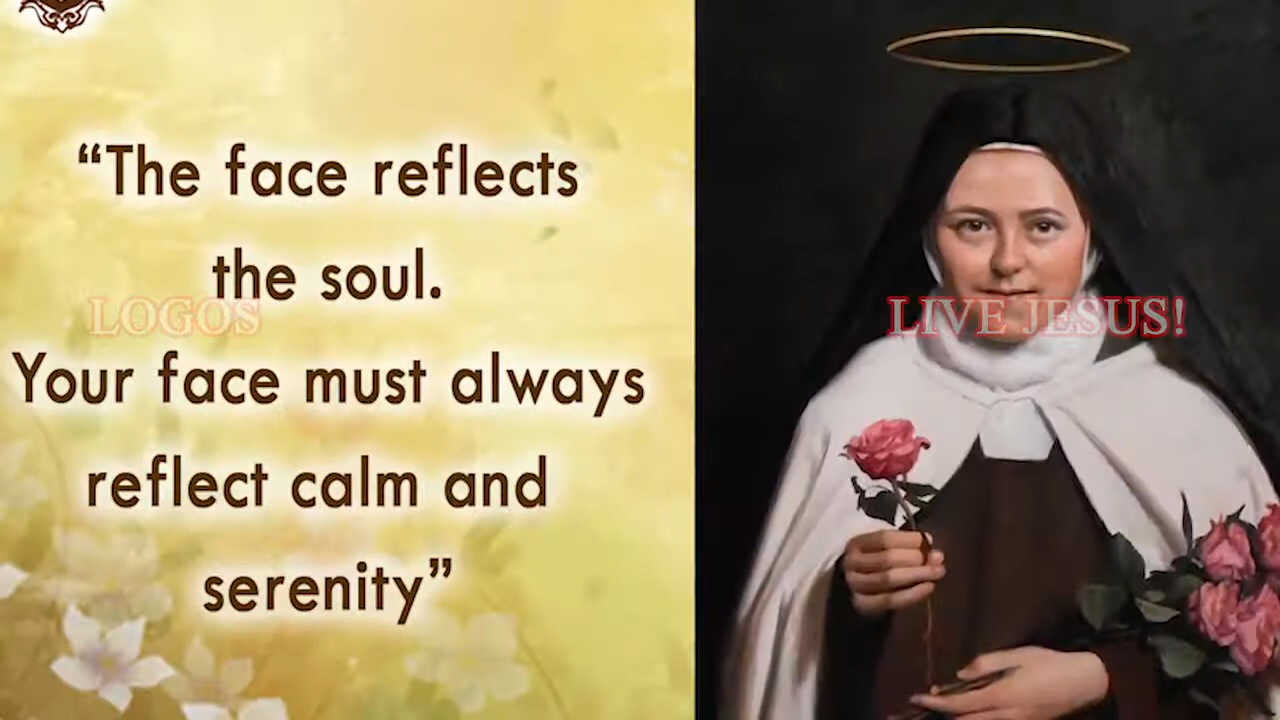 “The face reflects
the soul.
LOGOS
LIVE JESUS!
Your face must always
reflect calm and
serenity”